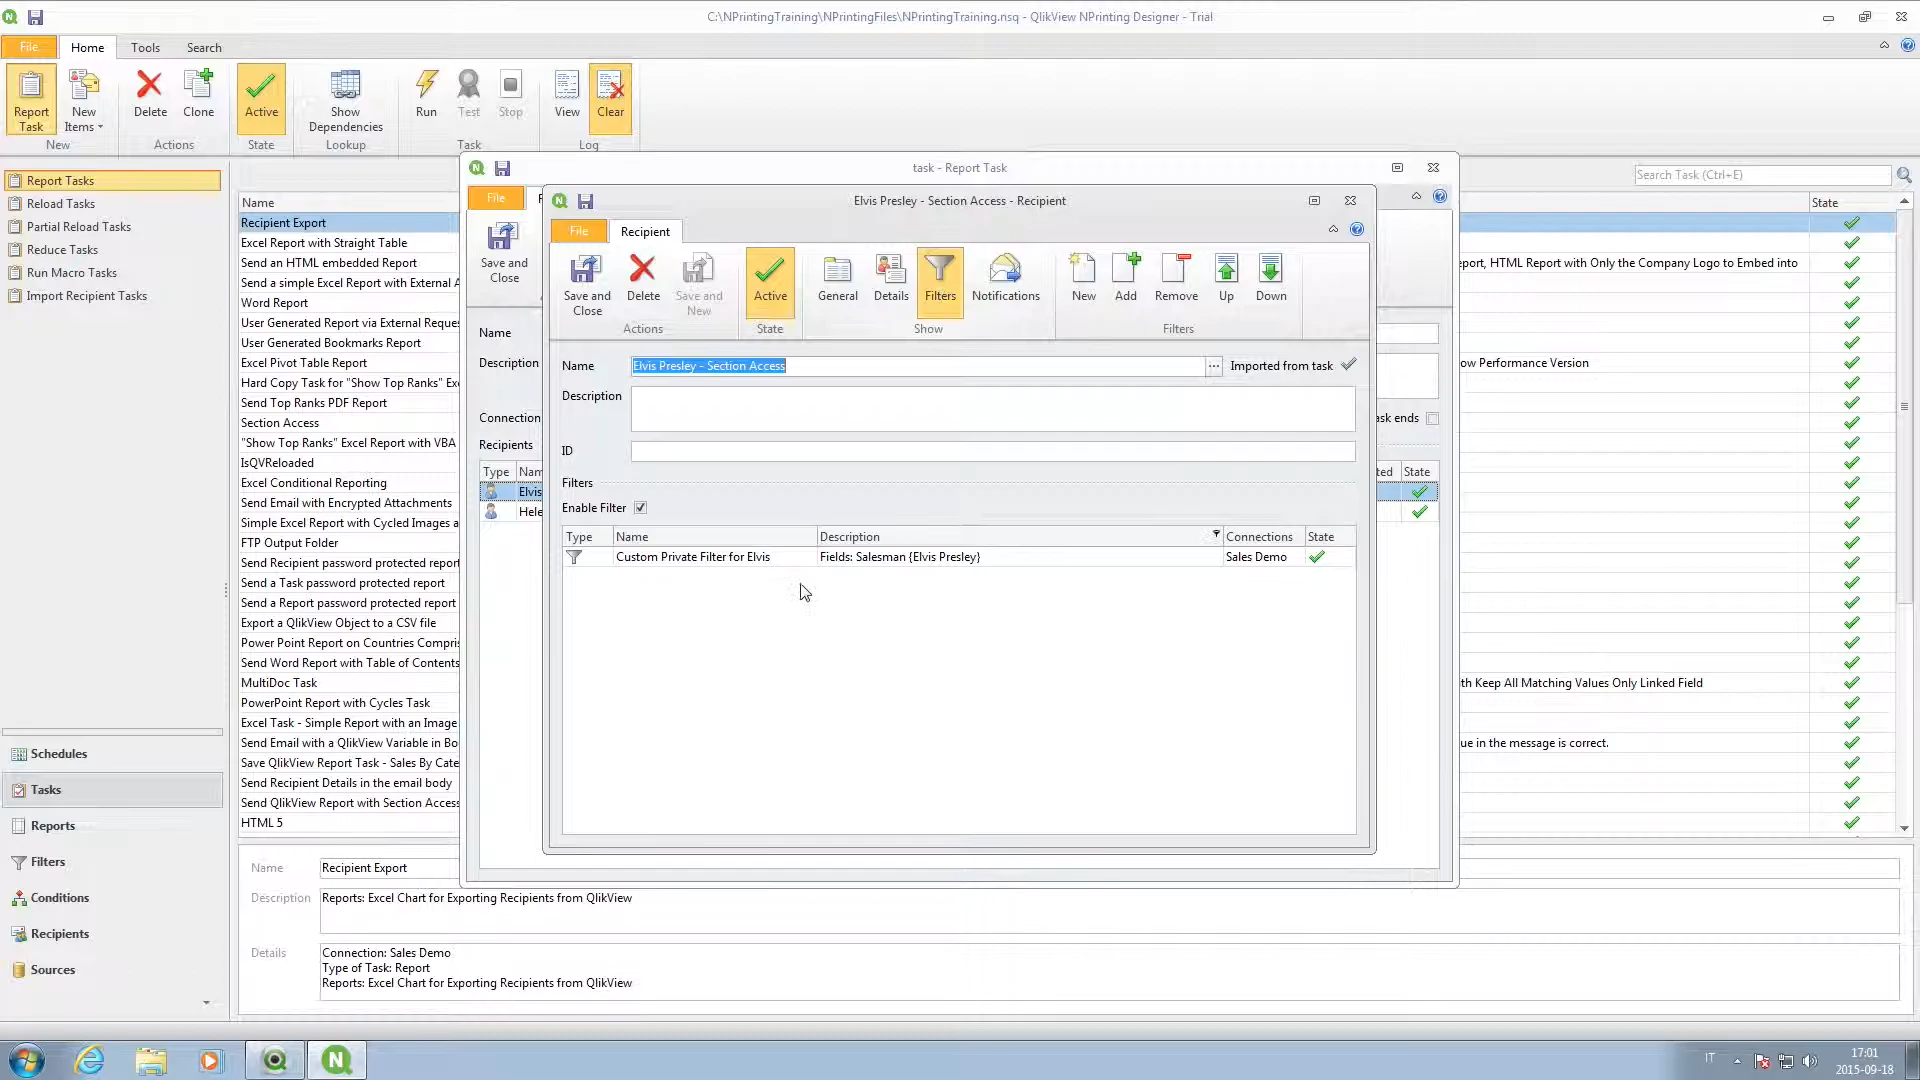 C:\NPrintingTraining\NPrintingFiles\NPrintingTraining.nsq - QlikView NPrinting Designer - Trial
File Home Tools Search
Report Task
New Items
Delete
Clone
Active
Show Dependencies
Run
Test
Stop
View
Clear
New Actions State Lookup Task Log
Report Tasks
Reload Tasks
Partial Reload Tasks
Reduce Tasks
Run Macro Tasks
Import Recipient Tasks
Schedules
Tasks
Reports
Filters
Conditions
Recipients
Sources
Search Task (Ctrl+E)
Name
State
Recipient Export
Excel Report with Straight Table
Send an HTML embedded Report
eport, HTML Report with Only the Company Logo to Embed into
Send a simple Excel Report with External A
Word Report
User Generated Report via External Reques
User Generated Bookmarks Report
Excel Pivot Table Report
ow Performance Version
Hard Copy Task for "Show Top Ranks" Ex
Send Top Ranks PDF Report
Section Access
"Show Top Ranks" Excel Report with VBA
IsQVReloaded
Excel Conditional Reporting
Send Email with Encrypted Attachments
Simple Excel Report with Cycled Images a
FTP Output Folder
Send Recipient password protected report
Send a Task password protected report
Send a Report password protected report
Export a QlikView Object to a CSV file
Power Point Report on Countries Compris
Send Word Report with Table of Contents
MultiDoc Task
th Keep All Matching Values Only Linked Field
PowerPoint Report with Cycles Task
Excel Task - Simple Report with an Image
Send Email with a QlikView Variable in Bo
ue in the message is correct.
Save QlikView Report Task - Sales By Cate
Send Recipient Details in the email body
Send QlikView Report with Section Access
HTML 5
Name Recipient Export
Description Reports: Excel Chart for Exporting Recipients from QlikView
Details Connection: Sales Demo
Type of Task: Report
Reports: Excel Chart for Exporting Recipients from QlikView
task - Report Task
File
Save and Close
Name
Description
Connection
ask ends
Recipients
Type Nam ted State
Elvis
Hele
Elvis Presley - Section Access - Recipient
File Recipient
Save and Close
Delete
Save and New
Active
General
Details
Filters
Notifications
New
Add
Remove
Up
Down
Actions State Show Filters
Name Elvis Presley - Section Access ... Imported from task
Description
ID
Filters
Enable Filter
Type Name Description Connections State
Custom Private Filter for Elvis Fields: Salesman {Elvis Presley} Sales Demo
IT
17:01
2015-09-18